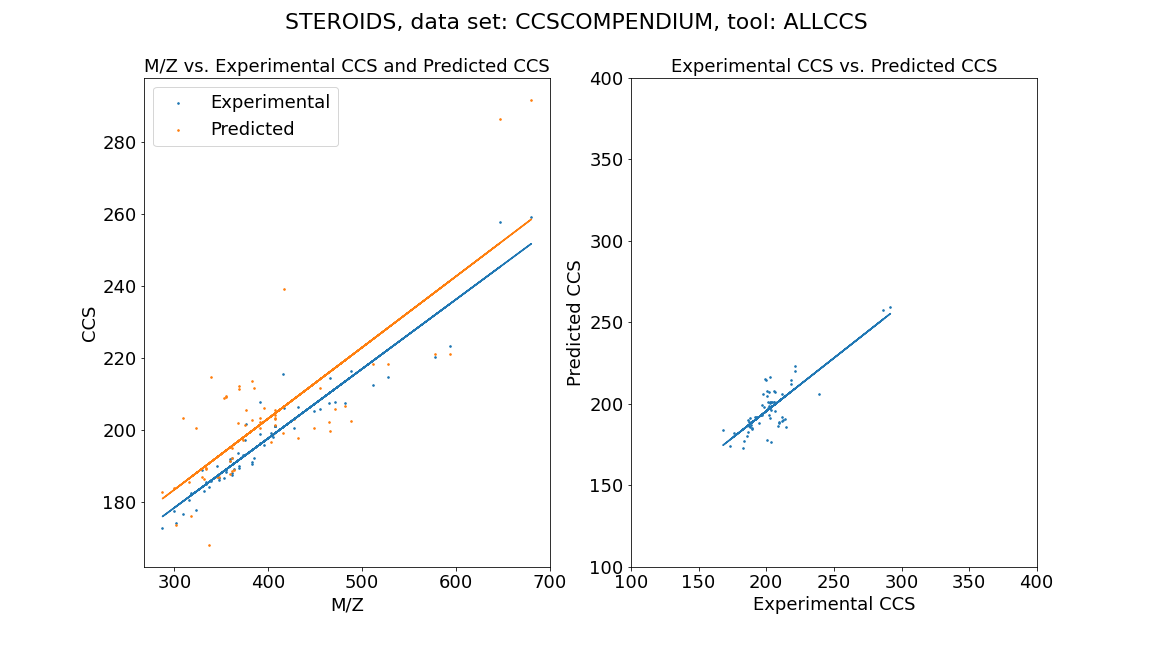 STEROIDS, data set: CCSCOMPENDIUM, tool: ALLCCS
M/Z vs. Experimental CCS and Predicted CCS
Experimental
Predicted
280
260
240
220
200
180
CCS
300 400 500 600 700
M/Z
Experimental CCS vs. Predicted CCS
400
350
300
250
200
150
100
Predicted CCS
100 150 200 250 300 350 400
Experimental CCS